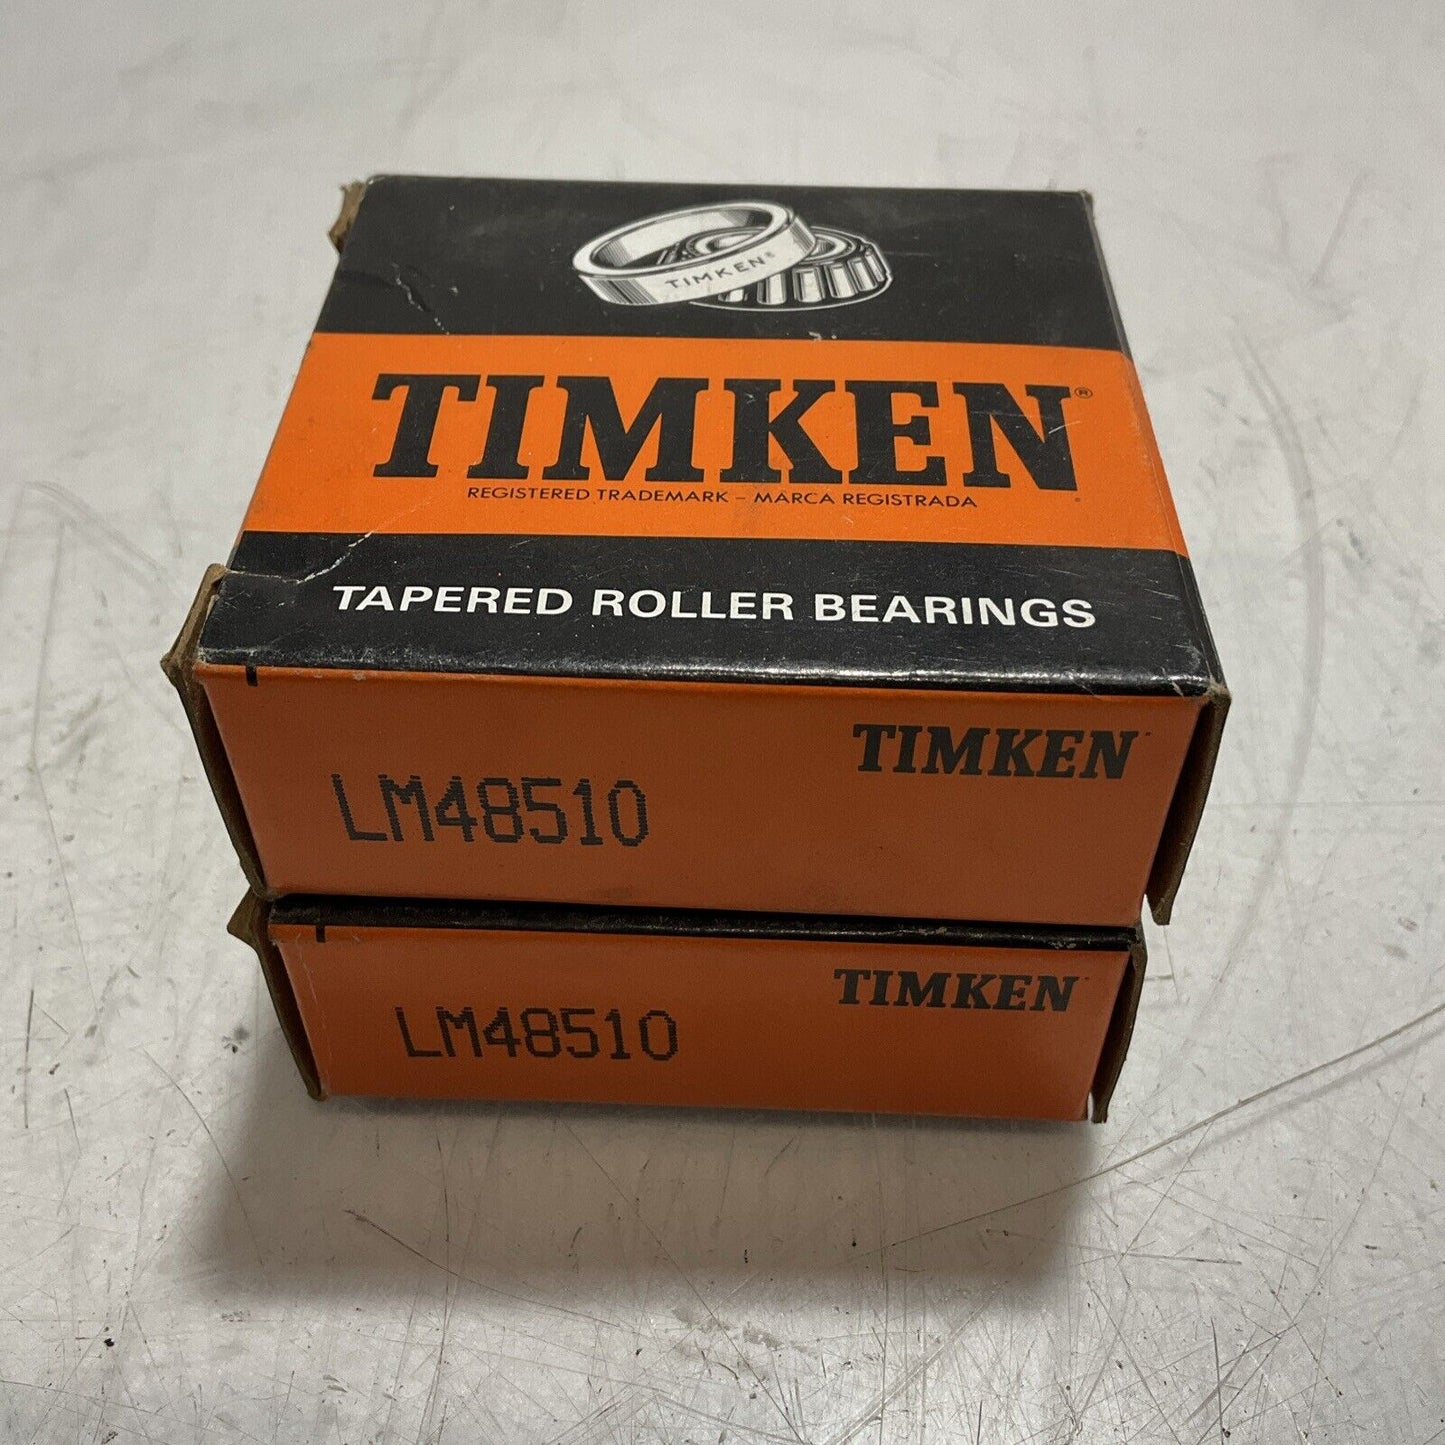 TIMKEN®
TIMKEN®
REGISTERED TRADEMARK – MARCA REGISTRADA
TAPERED ROLLER BEARINGS
TIMKEN
LM48510
TIMKEN
LM48510